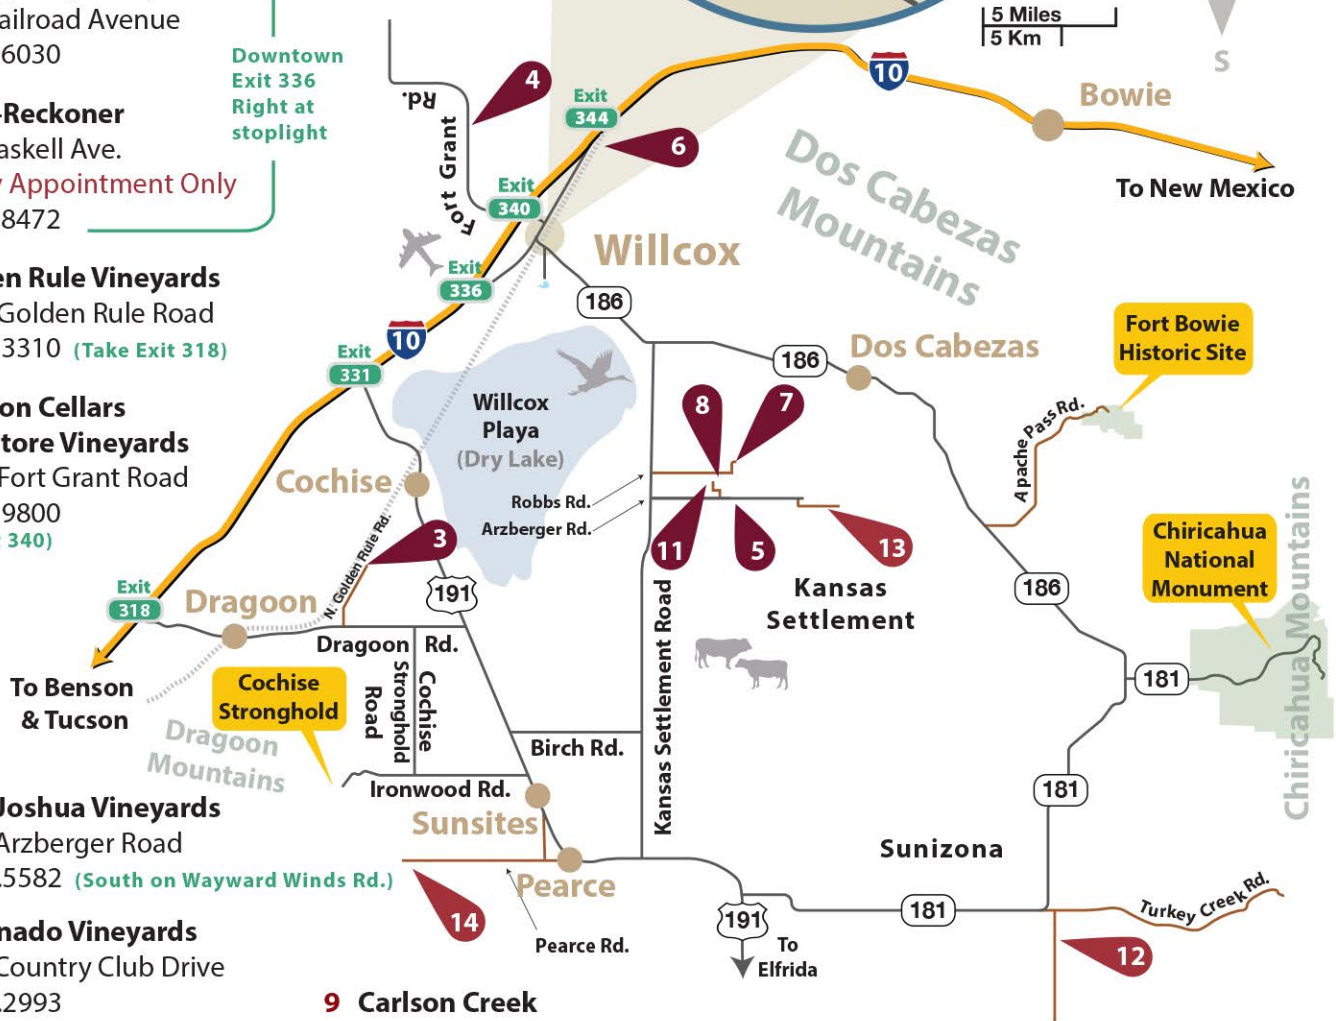 ailroad Avenue
6030
Downtown
Exit 336
Right at
stoplight
-Reckoner
askell Ave.
y Appointment Only
8472
en Rule Vineyards
Golden Rule Road
3310 (Take Exit 318)
on Cellars
tore Vineyards
Fort Grant Road
9800
340)
5 Miles
5 Km
S
4
Fort Grant Rd.
Exit
344
6
10
Bowie
To New Mexico
Dos Cabezas
Mountains
Exit
340
Willcox
Exit
336
186
10
Exit
331
Willcox
Playa
(Dry Lake)
186
Dos Cabezas
Fort Bowie
Historic Site
Apache Pass Rd.
8
7
Cochise
Robbs Rd.
Arzberger Rd.
11
5
13
3
N. Golden Rule Rd.
Kansas
Settlement
Chiricahua
National
Monument
Chiricahua Mountains
186
191
Exit
318
Dragoon
Dragoon Rd.
To Benson
& Tucson
Cochise
Stronghold
Cochise
Stronghold
Road
Kansas Settlement Road
181
Dragoon
Mountains
Birch Rd.
Ironwood Rd.
181
Sunsites
Joshua Vineyards
Arzberger Road
.5582 (South on Wayward Winds Rd.)
Sunizona
Pearce
14
Pearce Rd.
191
To
Elfrida
181
Turkey Creek Rd.
12
nado Vineyards
Country Club Drive
.2993
9 Carlson Creek